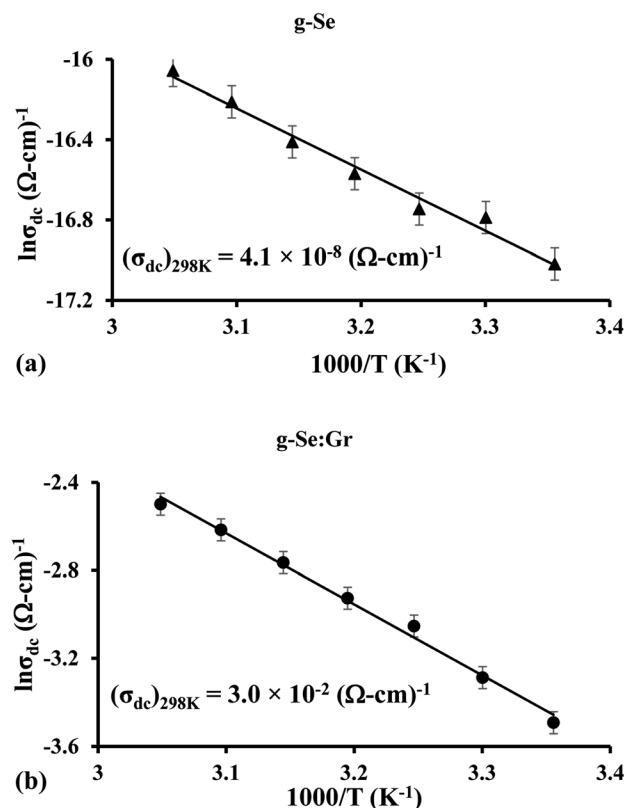 g-Se
-16
-16.4
-16.8
-17.2
lnσdc (Ω-cm)-1
(σdc)298K = 4.1 × 10-8 (Ω-cm)-1
3 3.1 3.2 3.3 3.4
(a) 1000/T (K-1)
g-Se:Gr
-2.4
-2.8
-3.2
-3.6
lnσdc (Ω-cm)-1
(σdc)298K = 3.0 × 10-2 (Ω-cm)-1
3 3.1 3.2 3.3 3.4
(b) 1000/T (K-1)